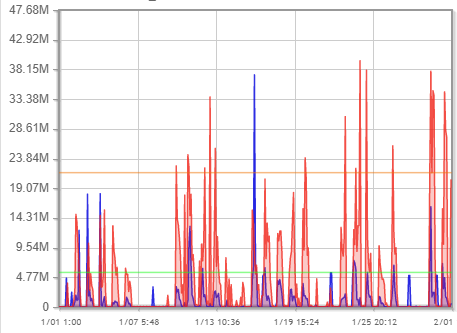 47.68M
42.92M
38.15M
33.38M
28.61M
23.84M
19.07M
14.31M
9.54M
4.77M
0
1/01 1:00 1/07 5:48 1/13 10:36 1/19 15:24 1/25 20:12 2/01